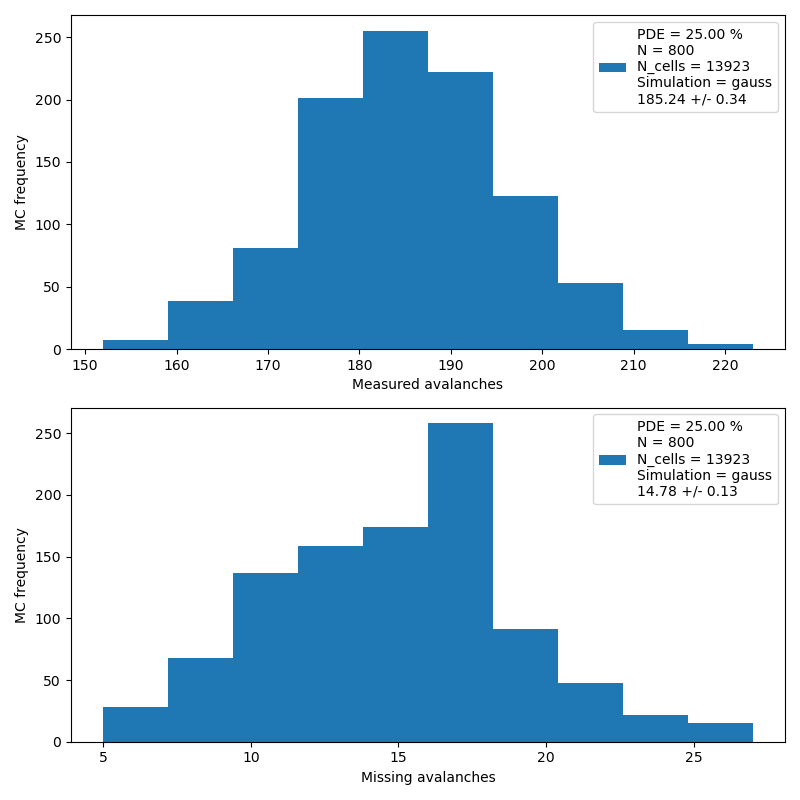 MC frequency
250
200
150
100
50
0
150
160
170
180
190
200
210
220
Measured avalanches
PDE = 25.00 %
N = 800
N_cells = 13923
Simulation = gauss
185.24 +/- 0.34
MC frequency
250
200
150
100
50
0
5
10
15
20
25
Missing avalanches
PDE = 25.00 %
N = 800
N_cells = 13923
Simulation = gauss
14.78 +/- 0.13